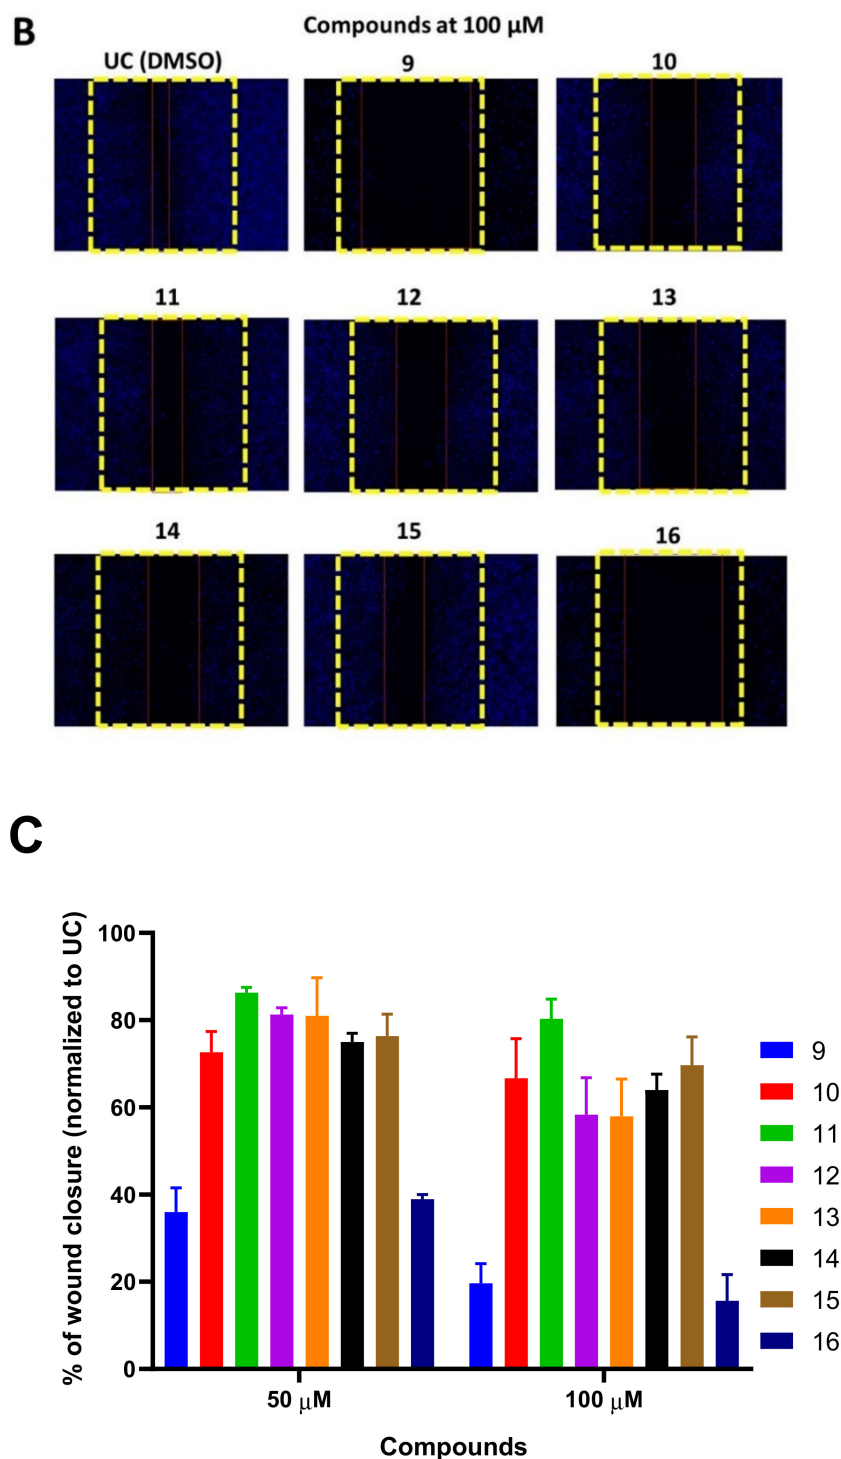 B
Compounds at 100 μM
UC (DMSO)
9
10
11
12
13
14
15
16
C
% of wound closure (normalized to UC)
100
80
60
40
20
0
50 μM
100 μM
Compounds
9
10
11
12
13
14
15
16